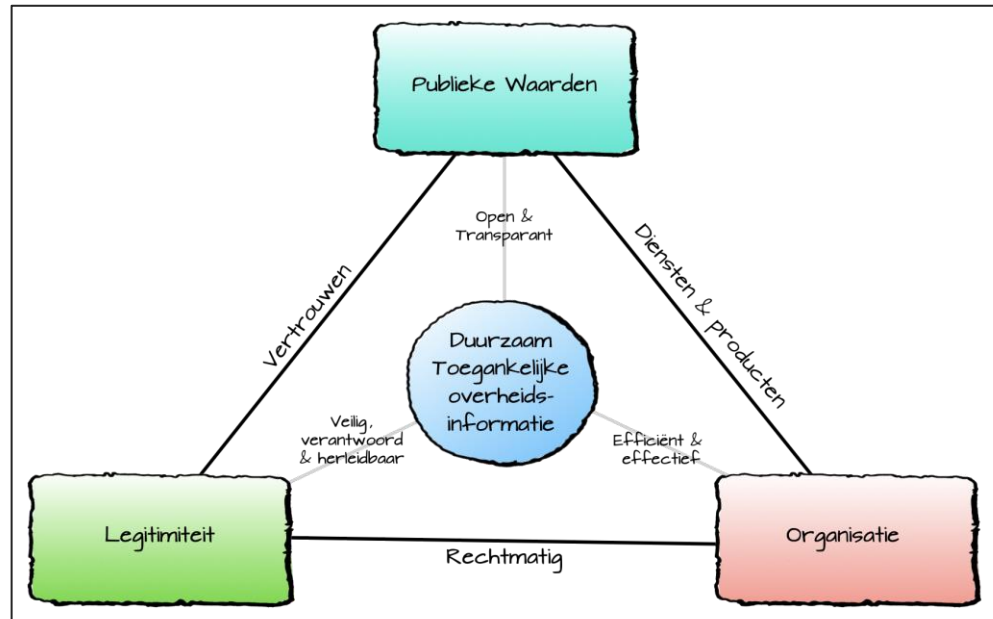 Publieke Waarden
Open &
Transparant
Vertrouwen
Diensten & producten
Duurzaam
Toegankelijke
overheids-
informatie
Veilig,
verantwoord
& herleidbaar
Efficiënt &
effectief
Legitimiteit
Rechtmatig
Organisatie